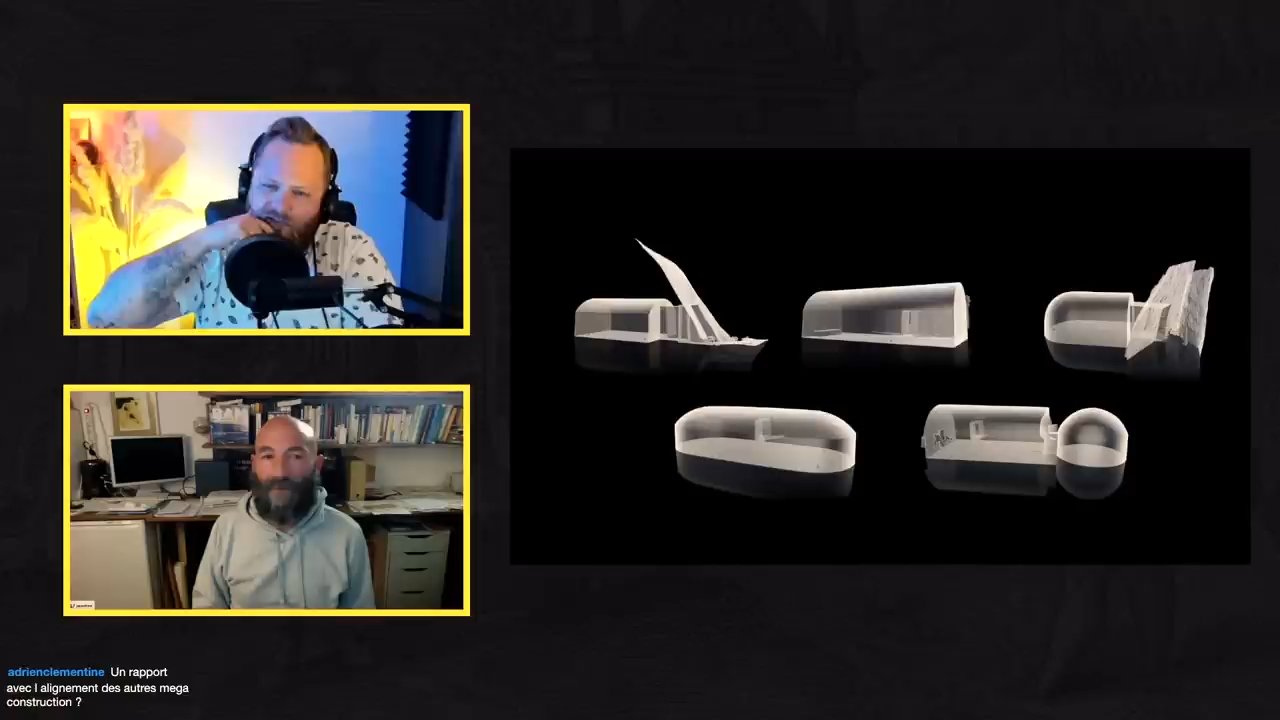 adrienclementine Un rapport
avec l alignement des autres mega
construction ?